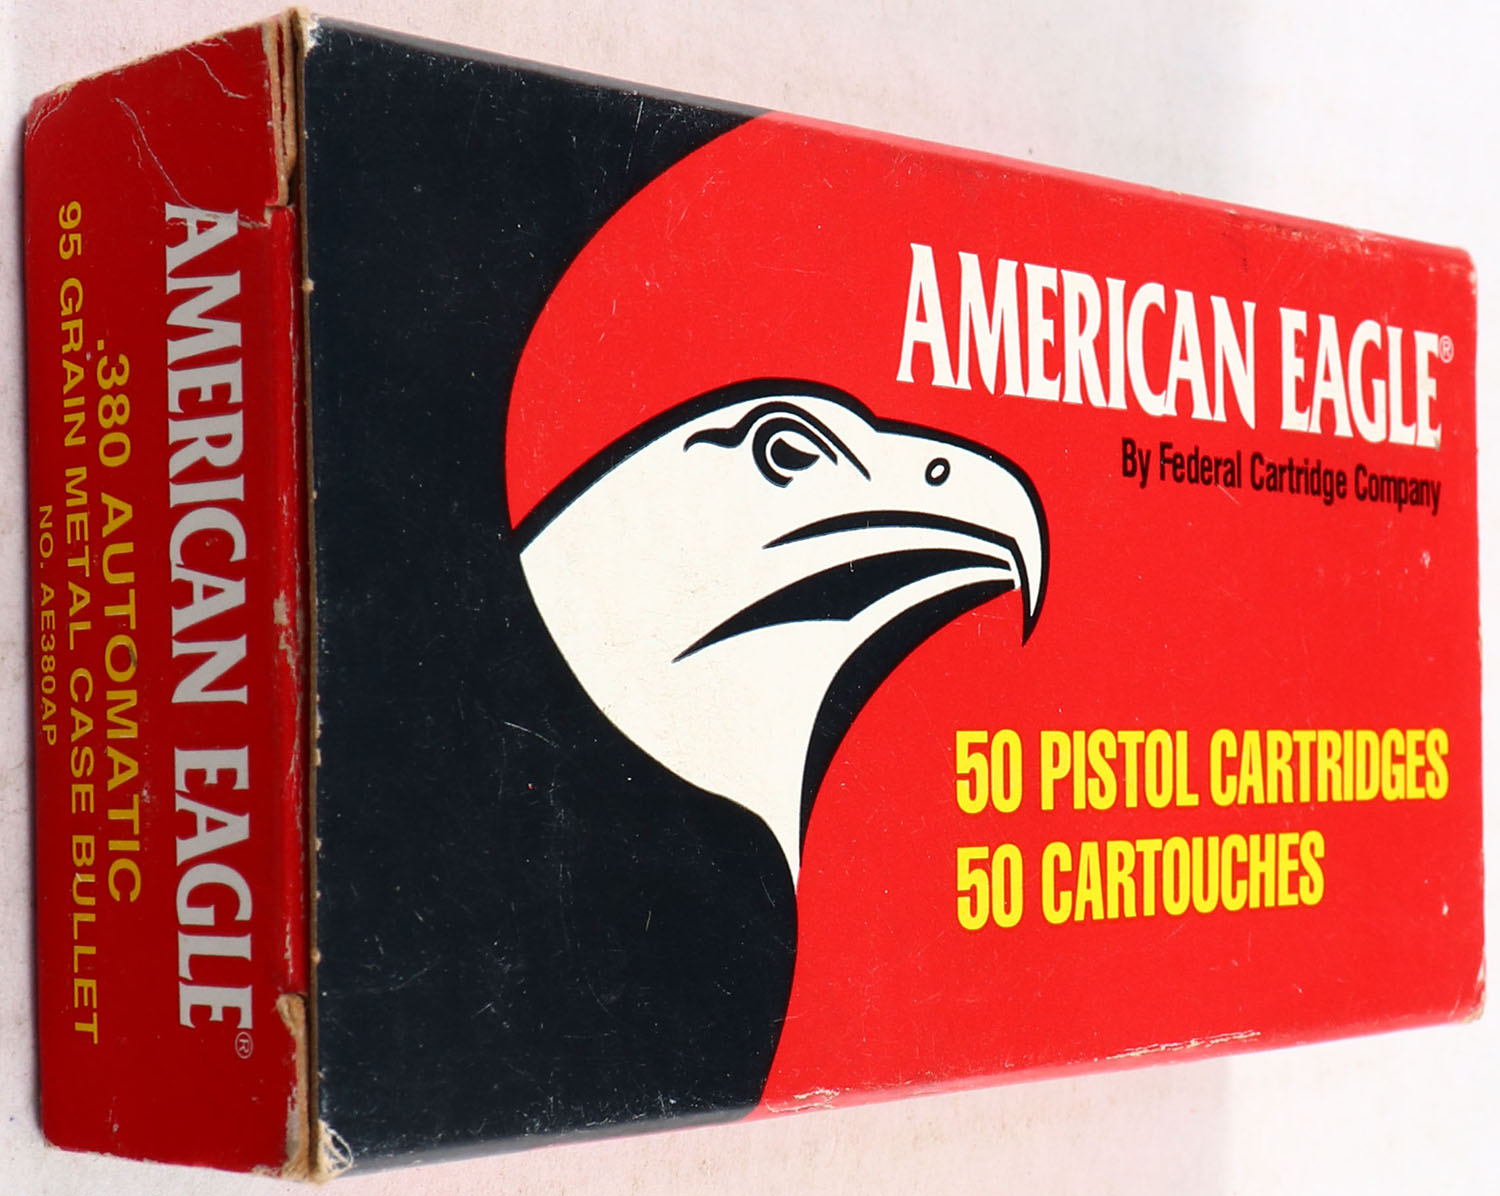 AMERICAN EAGLE®
By Federal Cartridge Company
50 PISTOL CARTRIDGES
50 CARTOUCHES
AMERICAN EAGLE®
.380 AUTOMATIC
95 GRAIN METAL CASE BULLET
NO. AE380AP